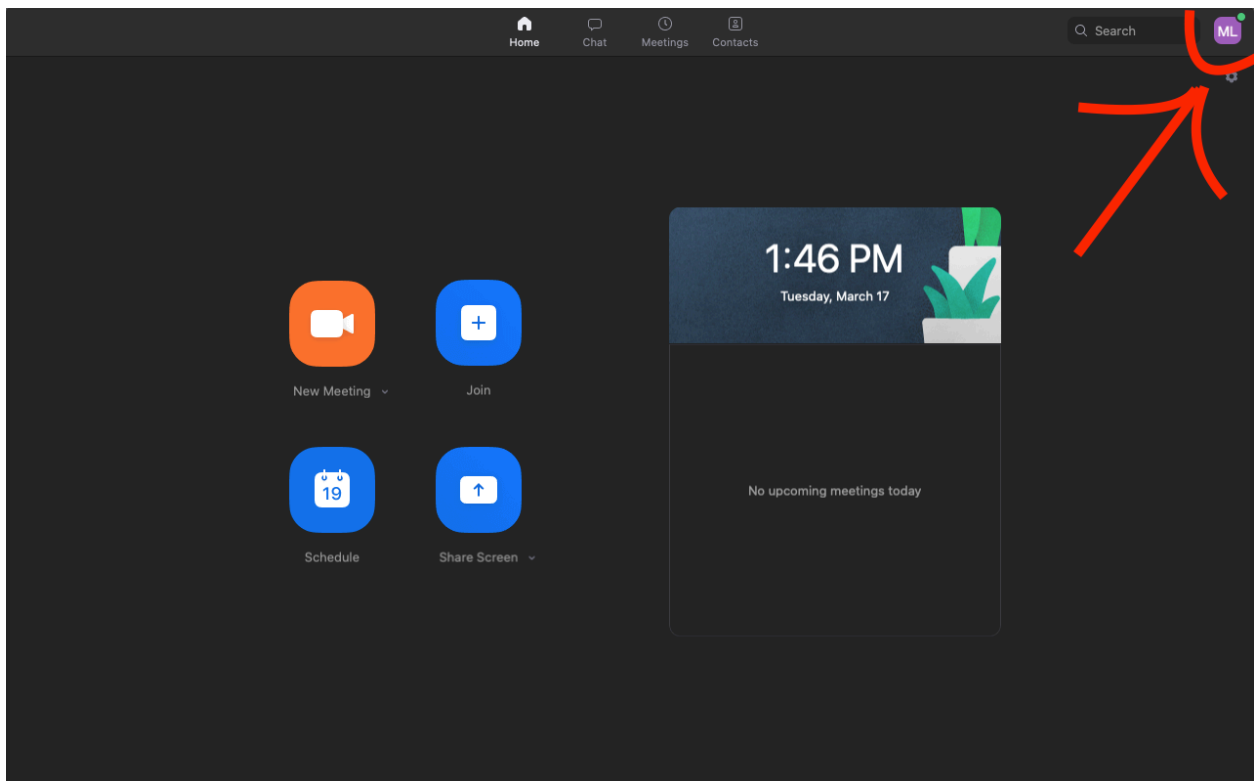 Home
Chat
Meetings
Contacts
Search
ML
1:46 PM
Tuesday, March 17
New Meeting
Join
19
Schedule
Share Screen
No upcoming meetings today